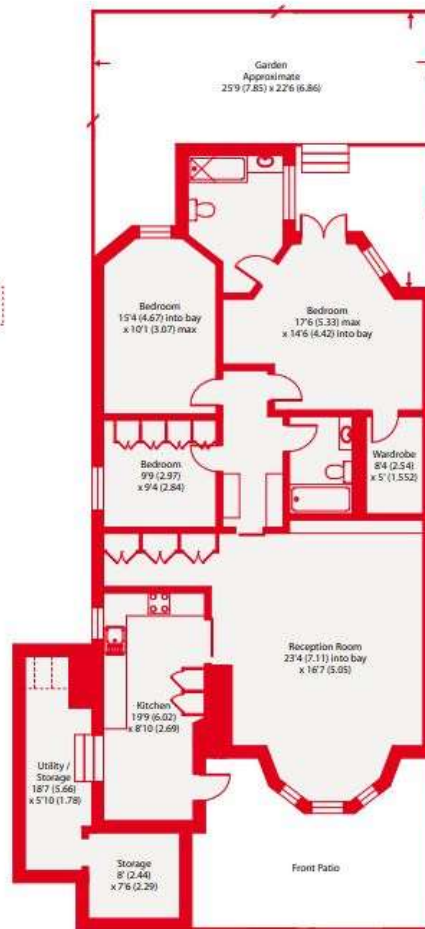 Garden
Approximate
25'9 (7.85) x 22'6 (6.86)
Bedroom
15'4 (4.67) into bay
x 10'1 (3.07) max
Bedroom
17'6 (5.33) max
x 14'6 (4.42) into bay
Bedroom
9'9 (2.97)
x 9'4 (2.84)
Wardrobe
8'4 (2.54)
x 5' (1.552)
Reception Room
23'4 (7.11) into bay
x 16'7 (5.05)
Kitchen
19'9 (6.02)
x 8'10 (2.69)
Utility /
Storage
18'7 (5.66)
x 5'10 (1.78)
Storage
8' (2.44)
x 7'6 (2.29)
Front Patio